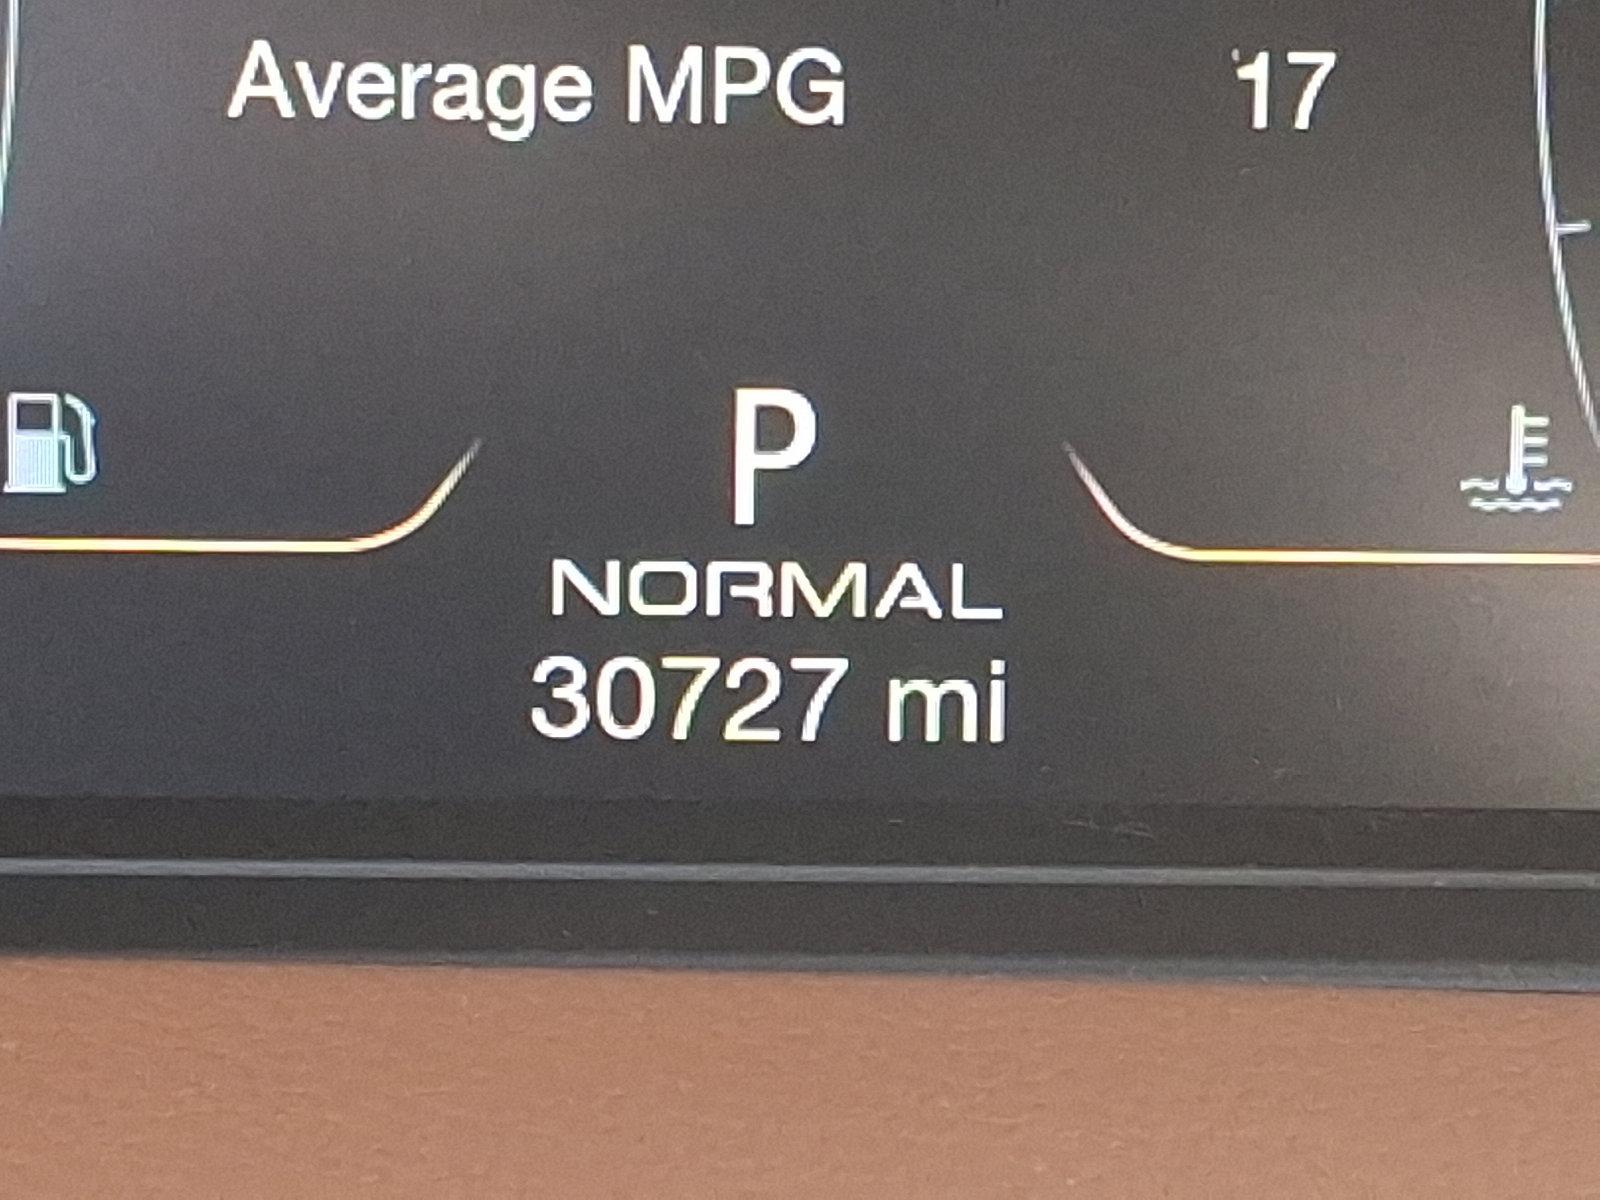 Average MPG 17
P
NORMAL
30727 mi